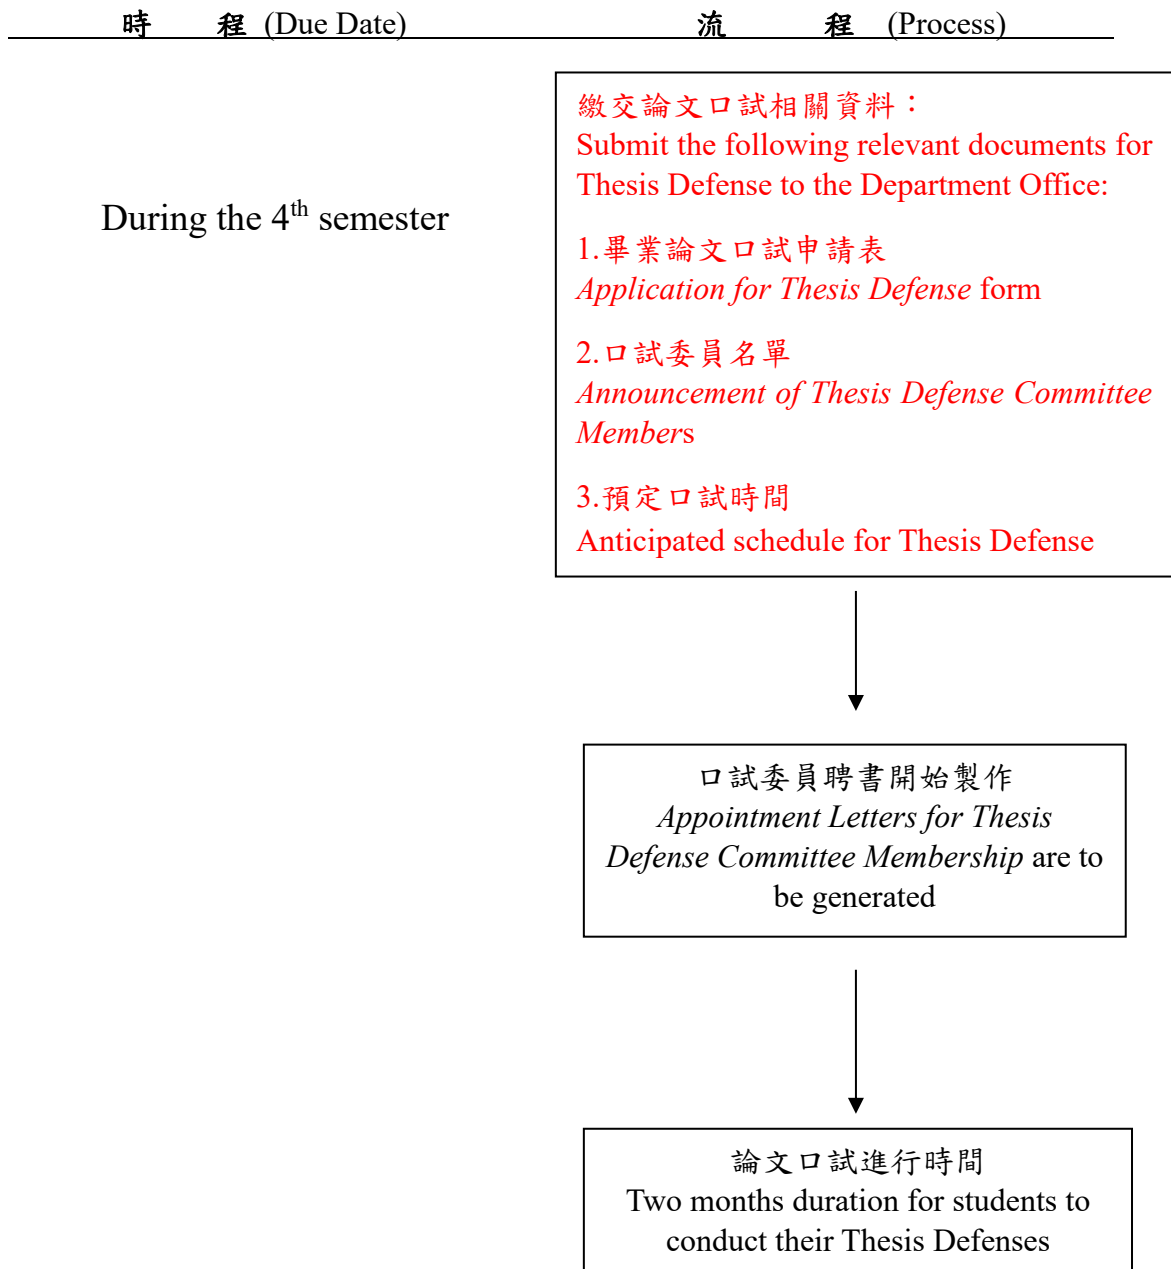 時 程 (Due Date) 流 程 (Process)
繳交論文口試相關資料：
Submit the following relevant documents for
Thesis Defense to the Department Office:
During the 4th semester
1.畢業論文口試申請表
Application for Thesis Defense form
2.口試委員名單
Announcement of Thesis Defense Committee
Members
3.預定口試時間
Anticipated schedule for Thesis Defense
口試委員聘書開始製作
Appointment Letters for Thesis
Defense Committee Membership are to
be generated
論文口試進行時間
Two months duration for students to
conduct their Thesis Defenses